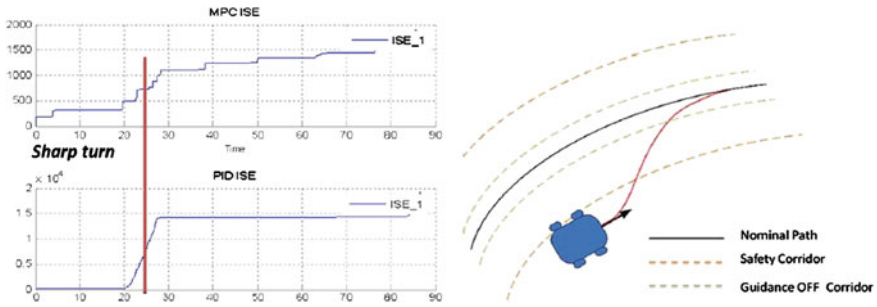 MPC ISE
2000
1500
1000
500
0
ISE_1
0 10 20 30 40 50 60 70 80 90
Time
Sharp turn
PID ISE
× 10⁴
2
1.5
1
0.5
0
ISE_1
0 10 20 30 40 50 60 70 80 90
Nominal Path
Safety Corridor
Guidance OFF Corridor